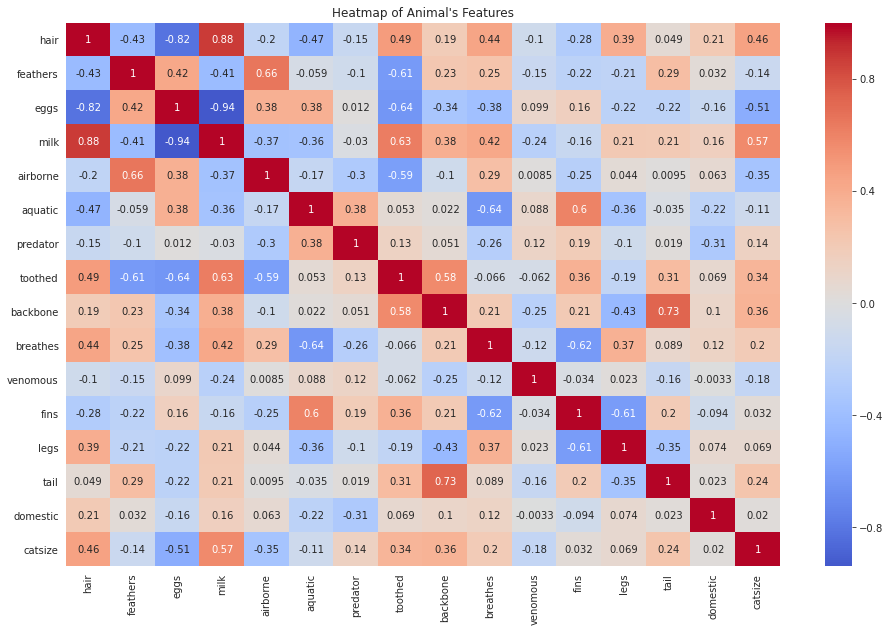 Heatmap of Animal's Features
hair 1 -0.43 -0.82 0.88 -0.2 -0.47 -0.15 0.49 0.19 0.44 -0.1 -0.28 0.39 0.049 0.21 0.46
feathers -0.43 1 0.42 -0.41 0.66 -0.059 -0.1 -0.61 0.23 0.25 -0.15 -0.22 -0.21 0.29 0.032 -0.14
eggs -0.82 0.42 1 -0.94 0.38 0.38 0.012 -0.64 -0.34 -0.38 0.099 0.16 -0.22 -0.22 -0.16 -0.51
milk 0.88 -0.41 -0.94 1 -0.37 -0.36 -0.03 0.63 0.38 0.42 -0.24 -0.16 0.21 0.21 0.16 0.57
airborne -0.2 0.66 0.38 -0.37 1 -0.17 -0.3 -0.59 -0.1 0.29 0.0085 -0.25 0.044 0.0095 0.063 -0.35
aquatic -0.47 -0.059 0.38 -0.36 -0.17 1 0.38 0.053 0.022 -0.64 0.088 0.6 -0.36 -0.035 -0.22 -0.11
predator -0.15 -0.1 0.012 -0.03 -0.3 0.38 1 0.13 0.051 -0.26 0.12 0.19 -0.1 0.019 -0.31 0.14
toothed 0.49 -0.61 -0.64 0.63 -0.59 0.053 0.13 1 0.58 -0.066 -0.062 0.36 -0.19 0.31 0.069 0.34
backbone 0.19 0.23 -0.34 0.38 -0.1 0.022 0.051 0.58 1 0.21 -0.25 0.21 -0.43 0.73 0.1 0.36
breathes 0.44 0.25 -0.38 0.42 0.29 -0.64 -0.26 -0.066 0.21 1 -0.12 -0.62 0.37 0.089 0.12 0.2
venomous -0.1 -0.15 0.099 -0.24 0.0085 0.088 0.12 -0.062 -0.25 -0.12 1 -0.034 0.023 -0.16 -0.0033 -0.18
fins -0.28 -0.22 0.16 -0.16 -0.25 0.6 0.19 0.36 0.21 -0.62 -0.034 1 -0.61 0.2 -0.094 0.032
legs 0.39 -0.21 -0.22 0.21 0.044 -0.36 -0.1 -0.19 -0.43 0.37 0.023 -0.61 1 -0.35 0.074 0.069
tail 0.049 0.29 -0.22 0.21 0.0095 -0.035 0.019 0.31 0.73 0.089 -0.16 0.2 -0.35 1 0.023 0.24
domestic 0.21 0.032 -0.16 0.16 0.063 -0.22 -0.31 0.069 0.1 0.12 -0.0033 -0.094 0.074 0.023 1 0.02
catsize 0.46 -0.14 -0.51 0.57 -0.35 -0.11 0.14 0.34 0.36 0.2 -0.18 0.032 0.069 0.24 0.02 1
hair feathers eggs milk airborne aquatic predator toothed backbone breathes venomous fins legs tail domestic catsize
0.8
0.4
0.0
-0.4
-0.8